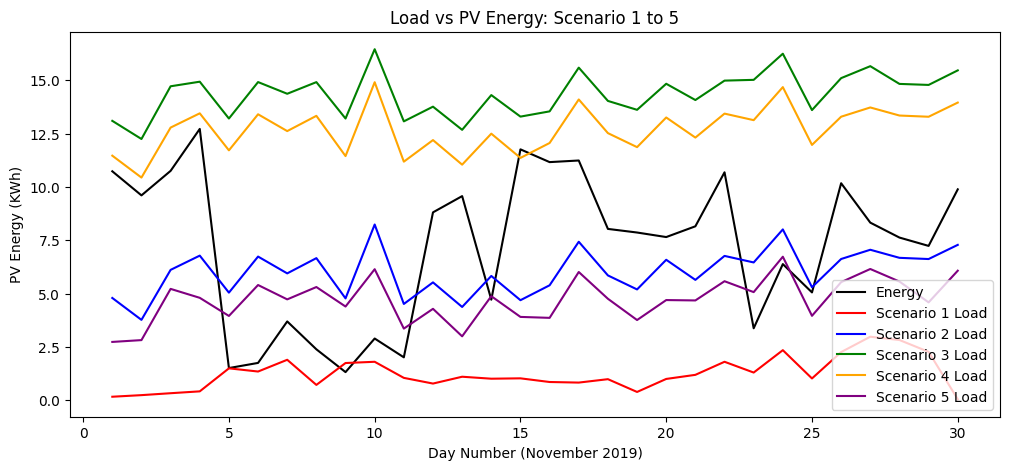 Load vs PV Energy: Scenario 1 to 5
PV Energy (KWh)
15.0
12.5
10.0
7.5
5.0
2.5
0.0
Energy
Scenario 1 Load
Scenario 2 Load
Scenario 3 Load
Scenario 4 Load
Scenario 5 Load
0 5 10 15 20 25 30
Day Number (November 2019)